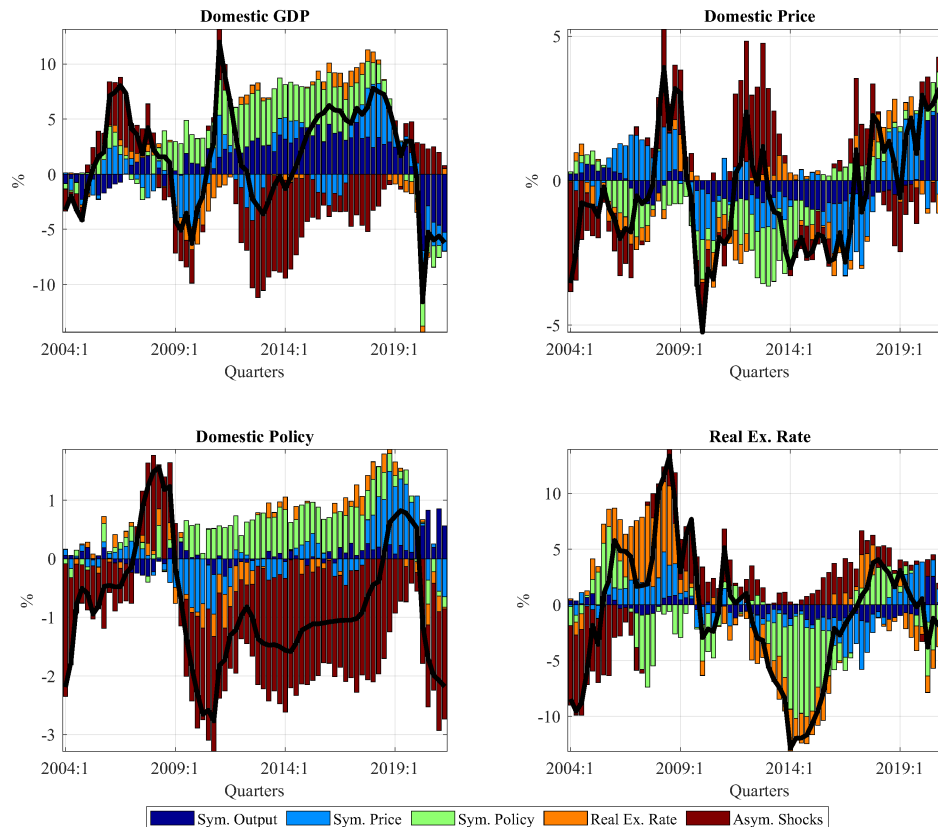 Domestic GDP
10
5
0
-5
-10
%
2004:1 2009:1 2014:1 2019:1
Quarters
Domestic Price
5
0
-5
%
2004:1 2009:1 2014:1 2019:1
Quarters
Domestic Policy
1
0
-1
-2
-3
%
2004:1 2009:1 2014:1 2019:1
Quarters
Real Ex. Rate
10
5
0
-5
-10
%
2004:1 2009:1 2014:1 2019:1
Quarters
Sym. Output Sym. Price Sym. Policy Real Ex. Rate Asym. Shocks